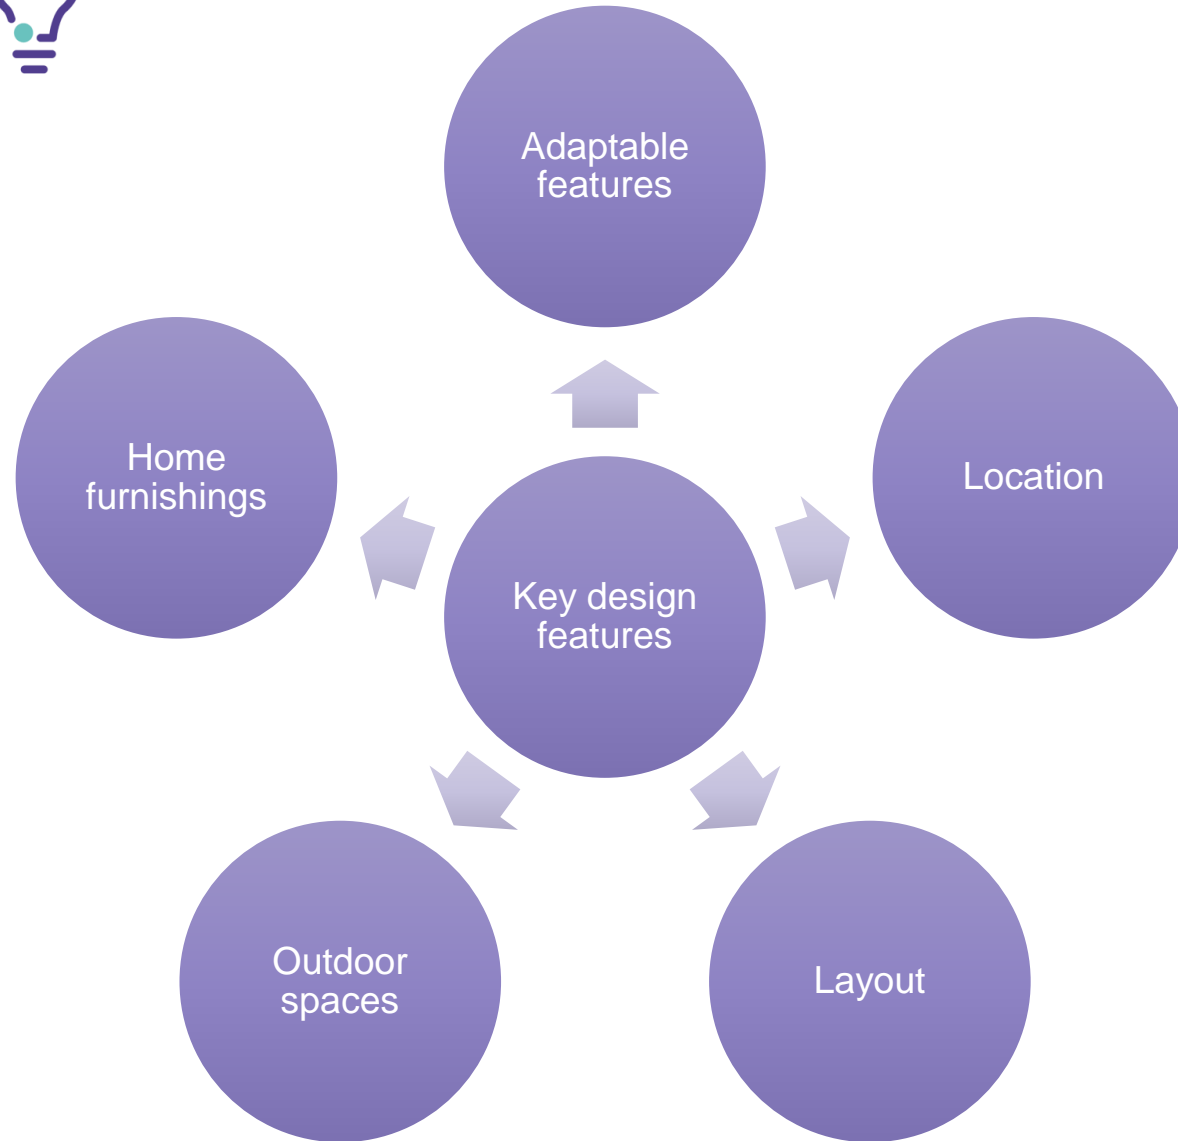 Adaptable
features
Home
furnishings
Location
Key design
features
Outdoor
spaces
Layout